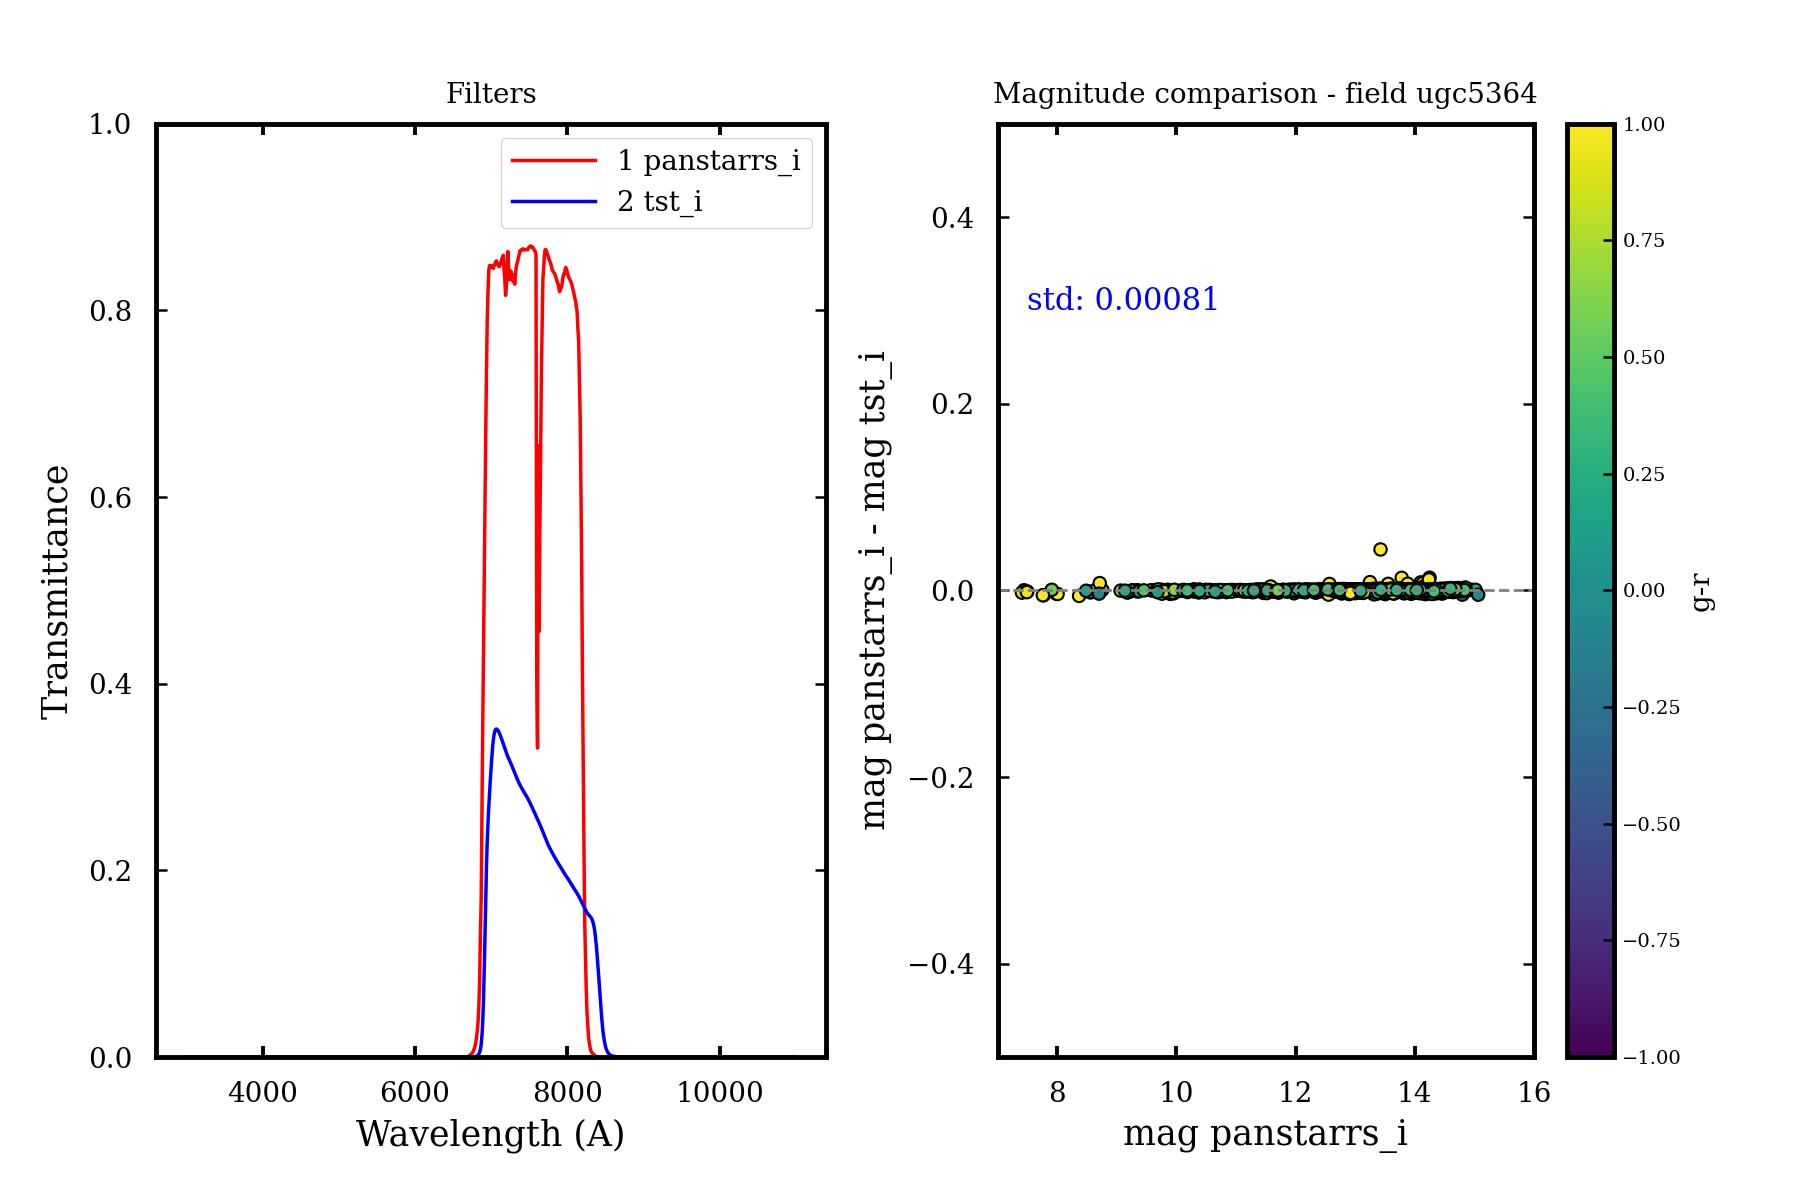 Filters
1.0
0.8
0.6
0.4
0.2
0.0
Transmittance
1 panstarrs_i
2 tst_i
4000
6000
8000
10000
Wavelength (A)
Magnitude comparison - field ugc5364
0.4
0.2
0.0
−0.2
−0.4
mag panstarrs_i - mag tst_i
std: 0.00081
8
10
12
14
16
mag panstarrs_i
1.00
0.75
0.50
0.25
0.00
−0.25
−0.50
−0.75
−1.00
g-r